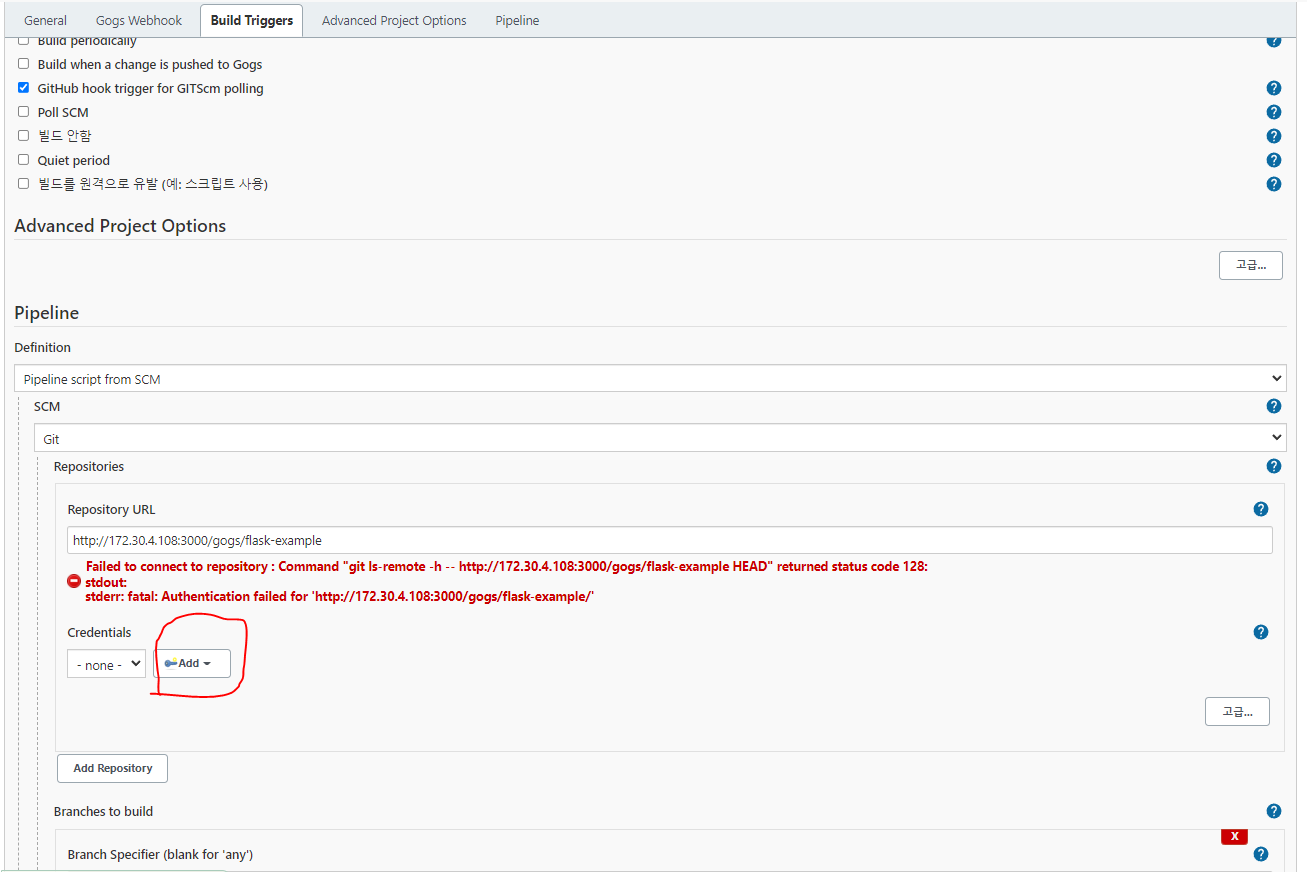 General Gogs Webhook Build Triggers Advanced Project Options Pipeline
Build periodically
Build when a change is pushed to Gogs
GitHub hook trigger for GITScm polling
Poll SCM
빌드 안함
Quiet period
빌드를 원격으로 유발 (예: 스크립트 사용)
Advanced Project Options
고급...
Pipeline
Definition
Pipeline script from SCM
SCM
Git
Repositories
Repository URL
http://172.30.4.108:3000/gogs/flask-example
Failed to connect to repository : Command "git ls-remote -h -- http://172.30.4.108:3000/gogs/flask-example HEAD" returned status code 128:
stdout:
stderr: fatal: Authentication failed for 'http://172.30.4.108:3000/gogs/flask-example/'
Credentials
- none - Add
고급...
Add Repository
Branches to build
X
Branch Specifier (blank for 'any')